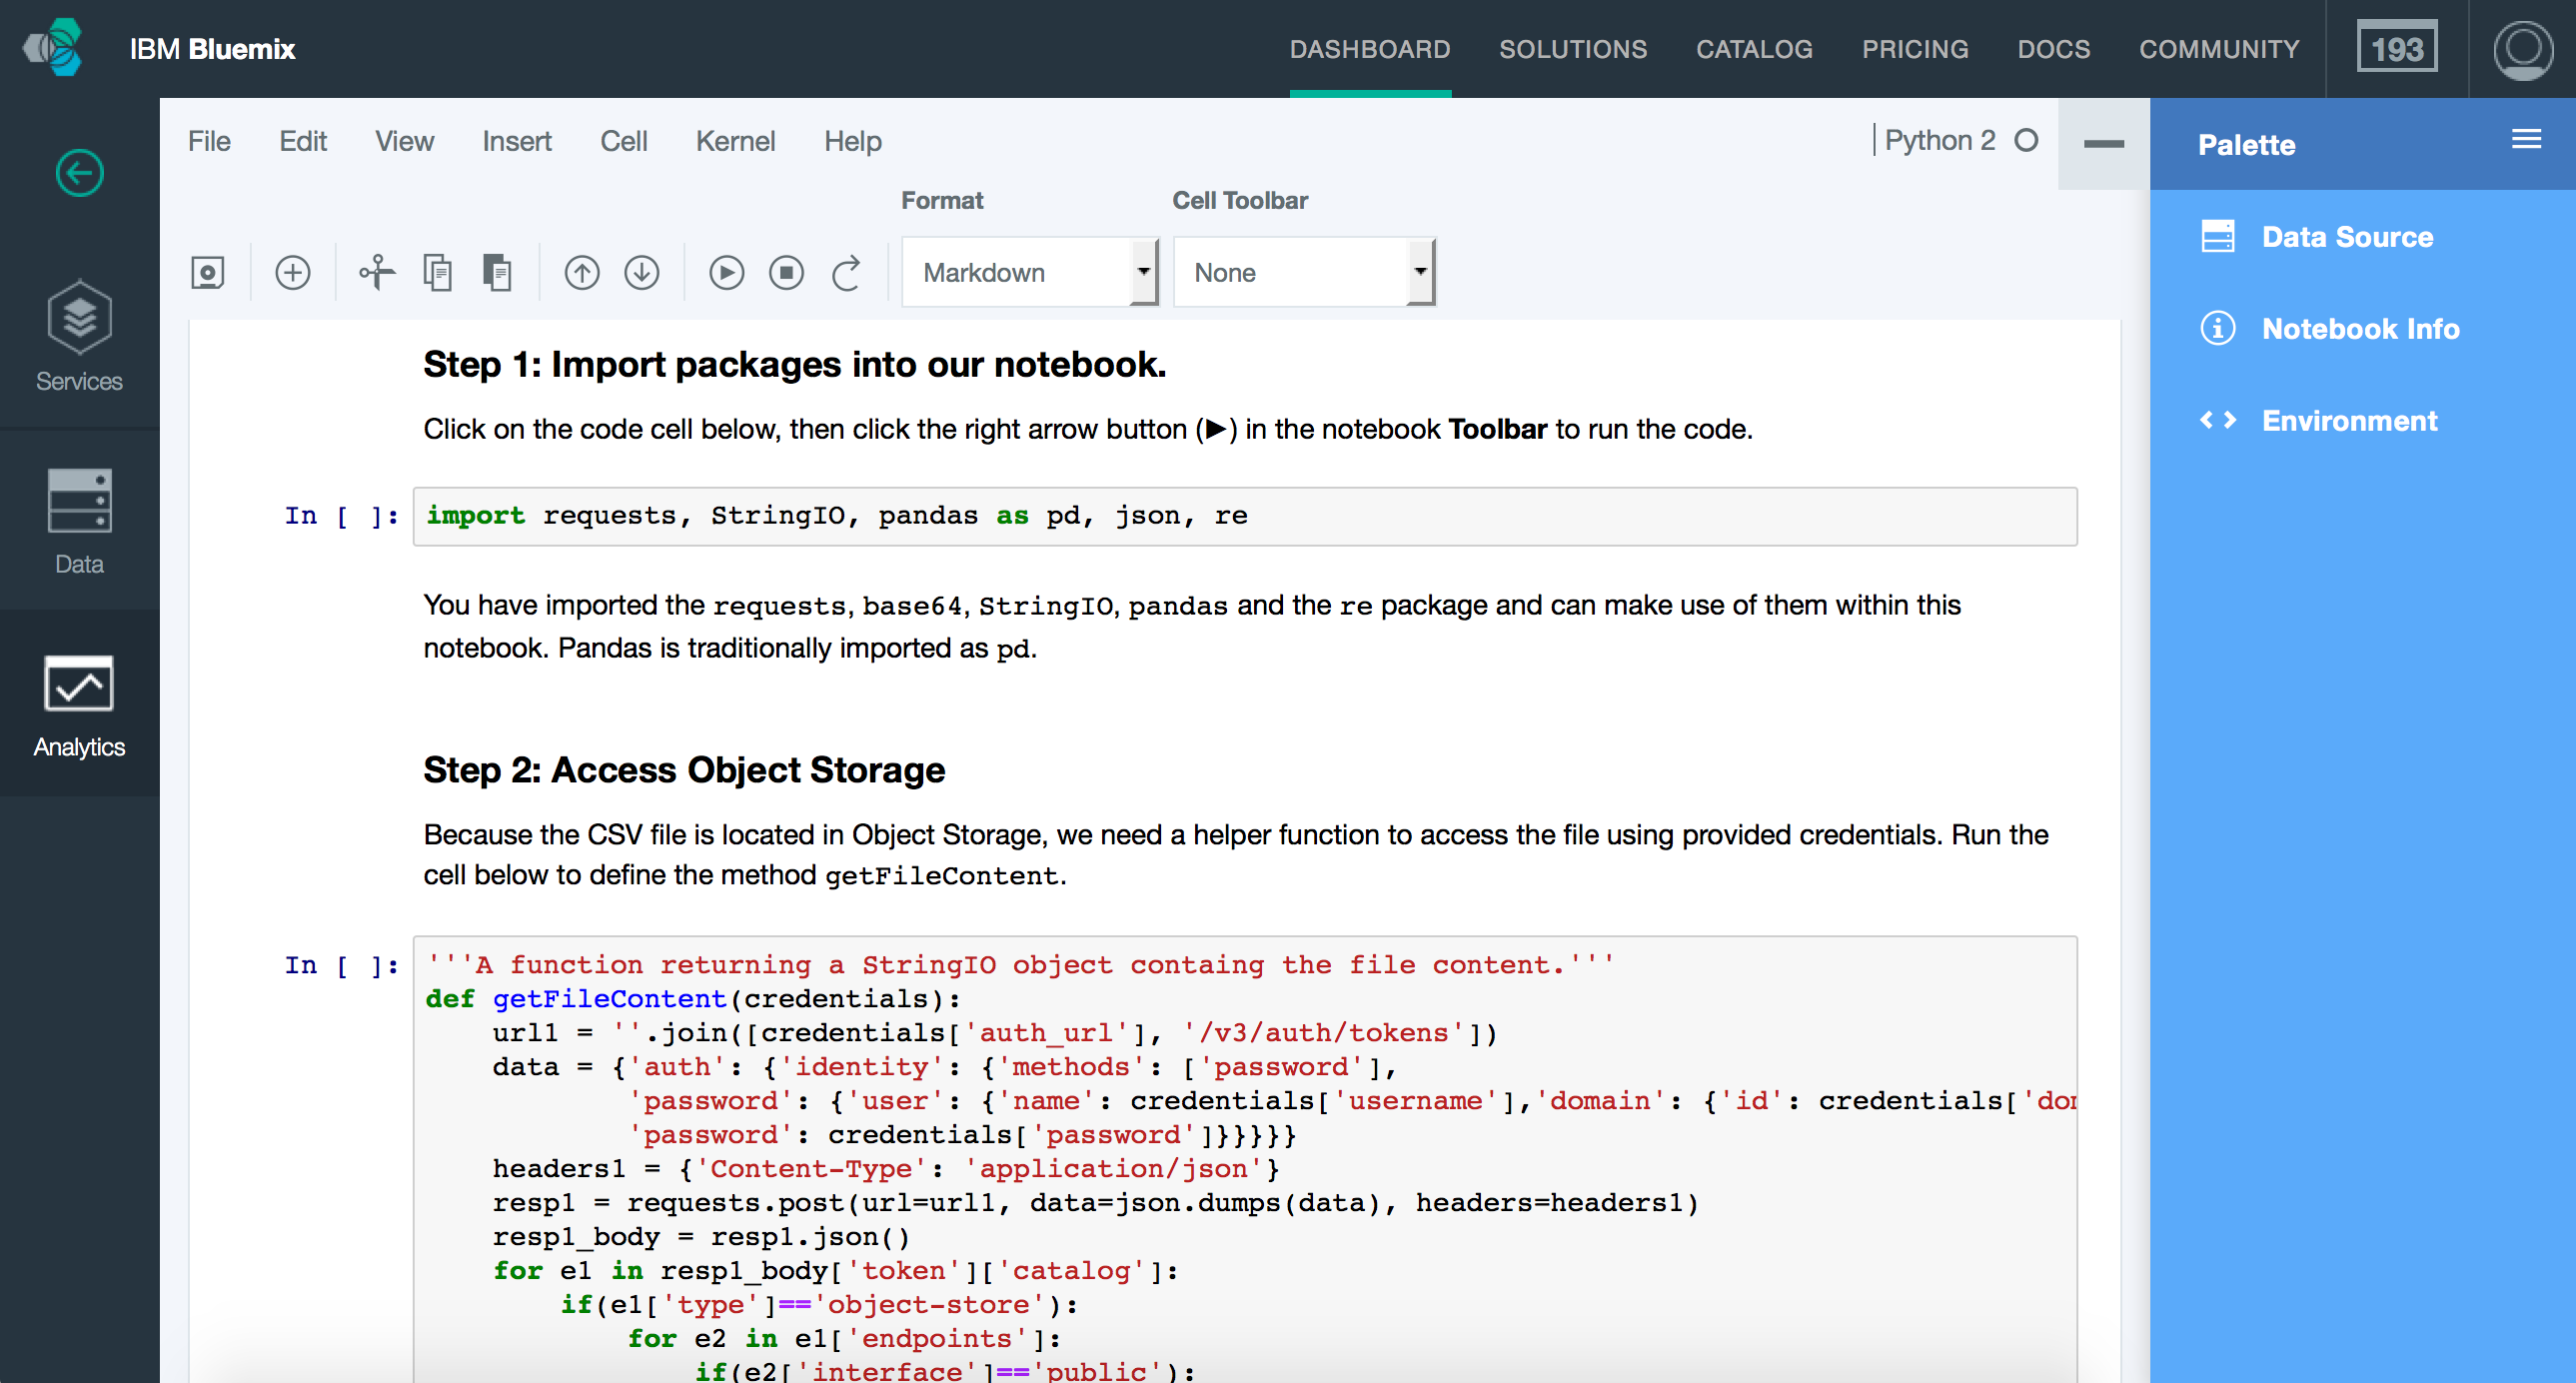 IBM Bluemix
DASHBOARD SOLUTIONS CATALOG PRICING DOCS COMMUNITY 193
File Edit View Insert Cell Kernel Help
Python 2
Palette
Format Cell Toolbar
Markdown None
Data Source
Notebook Info
Environment
Services
Data
Analytics
Step 1: Import packages into our notebook.
Click on the code cell below, then click the right arrow button (▶) in the notebook Toolbar to run the code.
In [ ]: import requests, StringIO, pandas as pd, json, re
You have imported the requests, base64, StringIO, pandas and the re package and can make use of them within this
notebook. Pandas is traditionally imported as pd.
Step 2: Access Object Storage
Because the CSV file is located in Object Storage, we need a helper function to access the file using provided credentials. Run the
cell below to define the method getFileContent.
In [ ]: '''A function returning a StringIO object containg the file content.'''
def getFileContent(credentials):
    url1 = ''.join([credentials['auth_url'], '/v3/auth/tokens'])
    data = {'auth': {'identity': {'methods': ['password'],
            'password': {'user': {'name': credentials['username'],'domain': {'id': credentials['dom
            'password': credentials['password']}}}}}
    headers1 = {'Content-Type': 'application/json'}
    resp1 = requests.post(url=url1, data=json.dumps(data), headers=headers1)
    resp1_body = resp1.json()
    for e1 in resp1_body['token']['catalog']:
        if(e1['type']=='object-store'):
            for e2 in e1['endpoints']:
                if(e2['interface']=='public'):